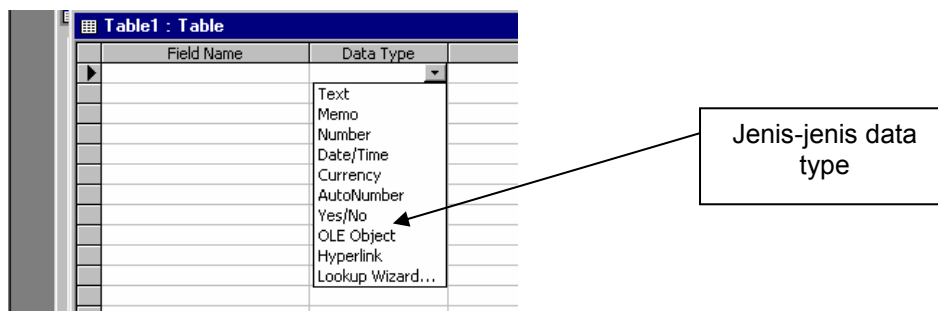 Table1 : Table
Field Name Data Type
Text
Memo
Number
Date/Time
Currency
AutoNumber
Yes/No
OLE Object
Hyperlink
Lookup Wizard...
Jenis-jenis data
type